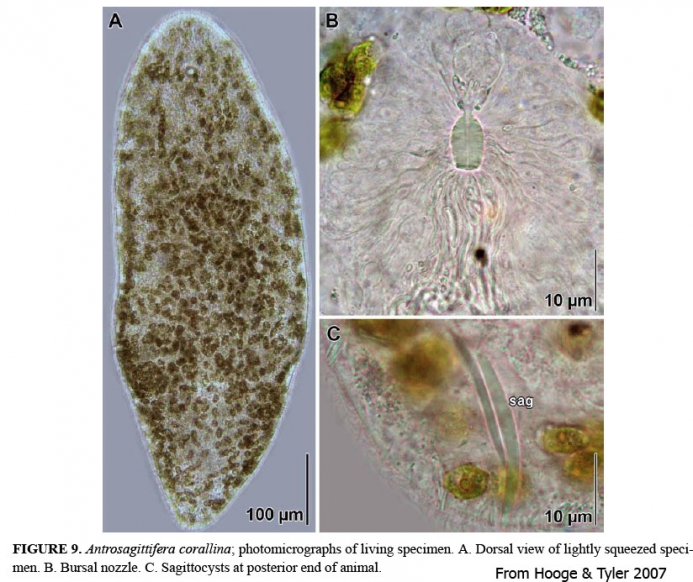 A
B
10 µm
C
sag
100 µm
10 µm
FIGURE 9. Antrosagittifera corallina; photomicrographs of living specimen. A. Dorsal view of lightly squeezed speci-
men. B. Bursal nozzle. C. Sagittocysts at posterior end of animal.
From Hooge & Tyler 2007